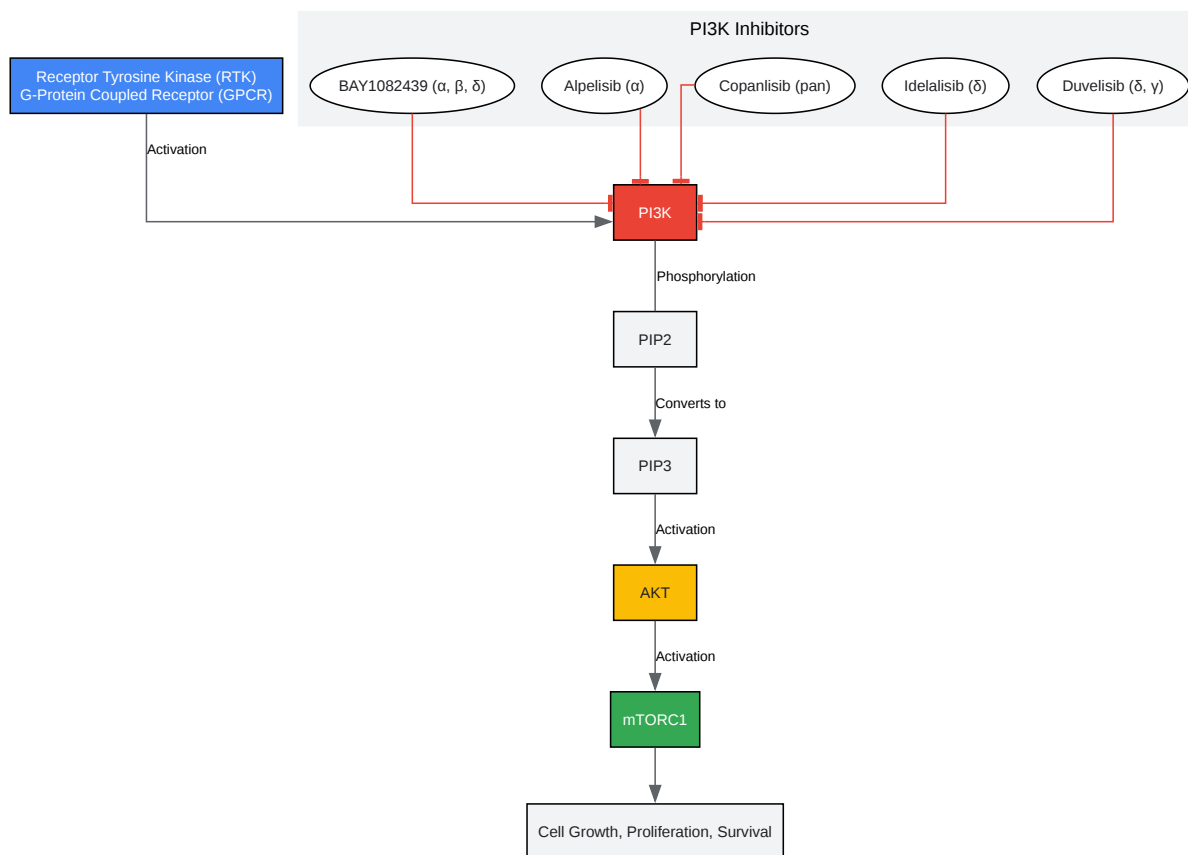 PI3K Inhibitors
Receptor Tyrosine Kinase (RTK)
G-Protein Coupled Receptor (GPCR)
BAY1082439 (α, β, δ)
Alpelisib (α)
Copanlisib (pan)
Idelalisib (δ)
Duvelisib (δ, γ)
Activation
PI3K
Phosphorylation
PIP2
Converts to
PIP3
Activation
AKT
Activation
mTORC1
Cell Growth, Proliferation, Survival